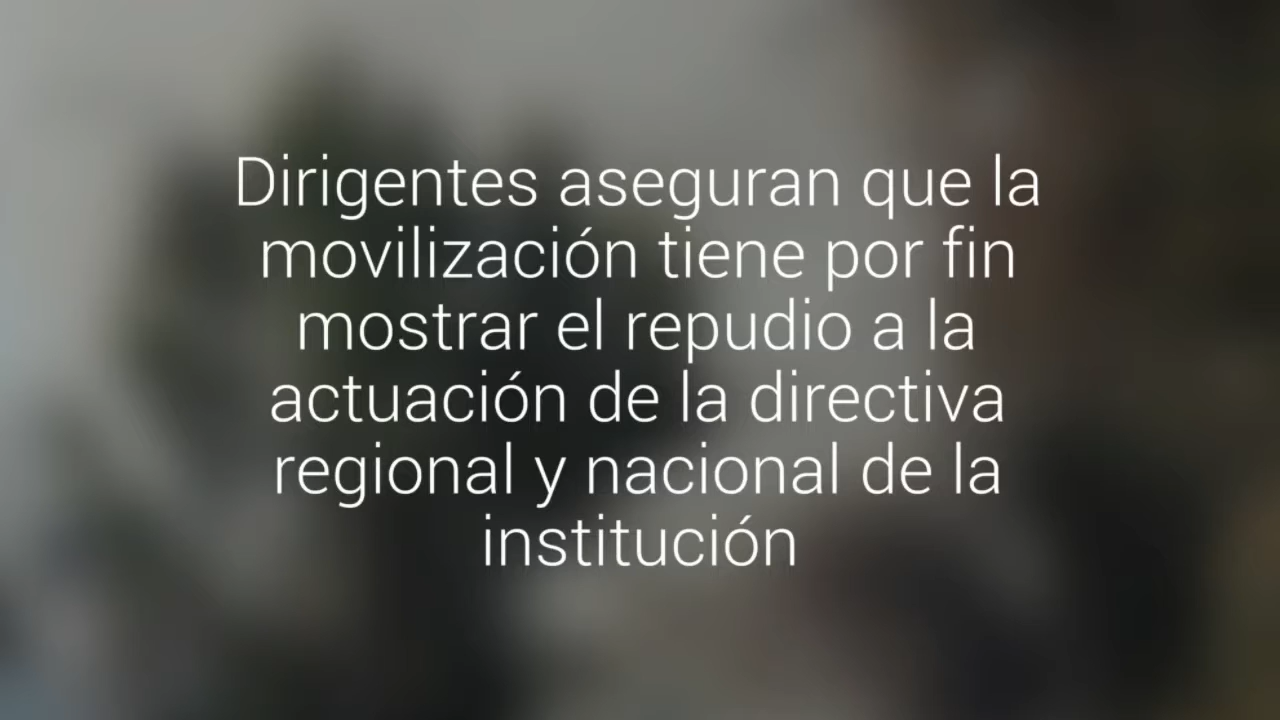 Dirigentes aseguran que la
movilización tiene por fin
mostrar el repudio a la
actuación de la directiva
regional y nacional de la
institución